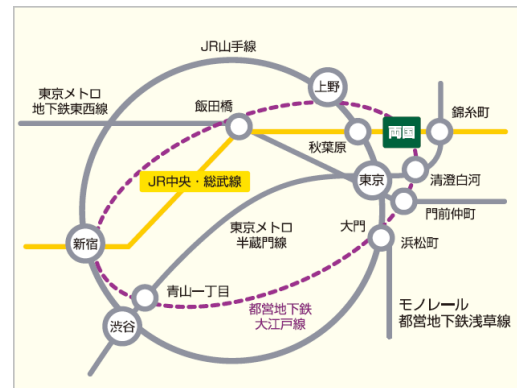 JR山手線
上野
東京メトロ
地下鉄東西線
飯田橋
錦糸町
両国
秋葉原
JR中央・総武線
東京
清澄白河
門前仲町
東京メトロ
半蔵門線
大門
浜松町
新宿
青山一丁目
都営地下鉄
大江戸線
モノレール
都営地下鉄浅草線
渋谷